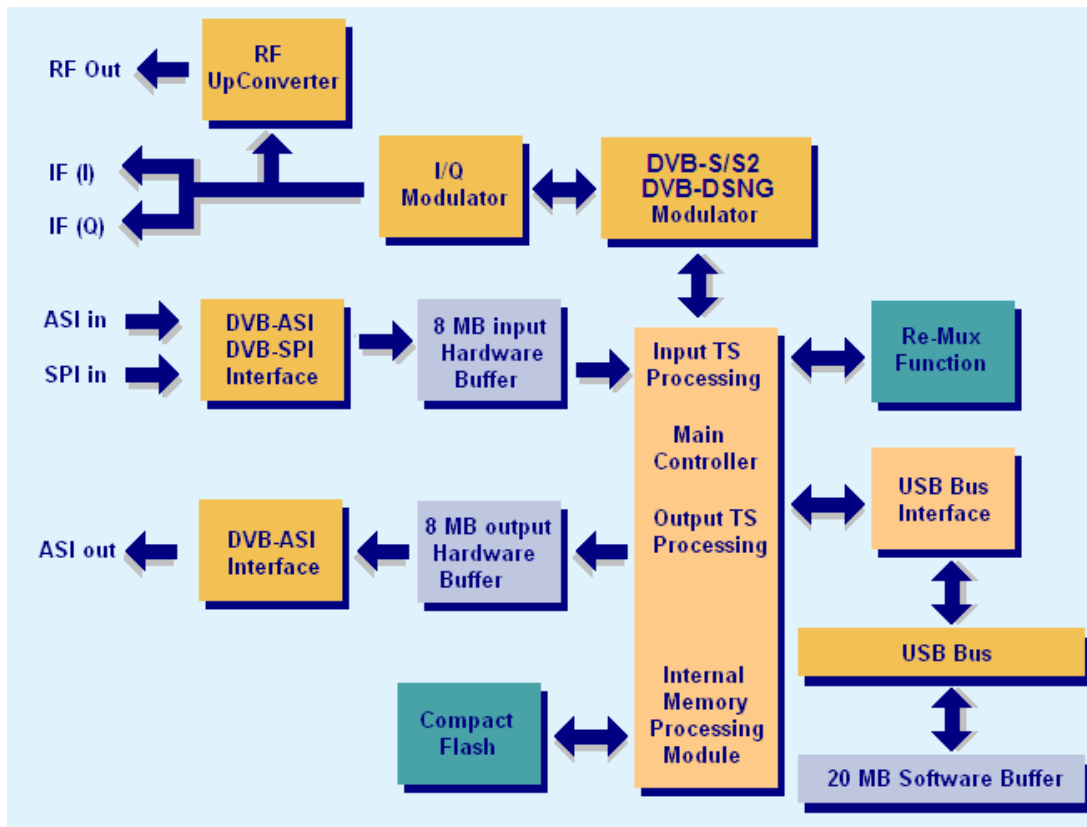 RF Out
RF
UpConverter
IF (I)
IF (Q)
I/Q
Modulator
DVB-S/S2
DVB-DSNG
Modulator
ASI in
SPI in
DVB-ASI
DVB-SPI
Interface
8 MB input
Hardware
Buffer
Input TS
Processing
Main
Controller
Output TS
Processing
Internal
Memory
Processing
Module
Re-Mux
Function
USB Bus
Interface
ASI out
DVB-ASI
Interface
8 MB output
Hardware
Buffer
USB Bus
Compact
Flash
20 MB Software Buffer